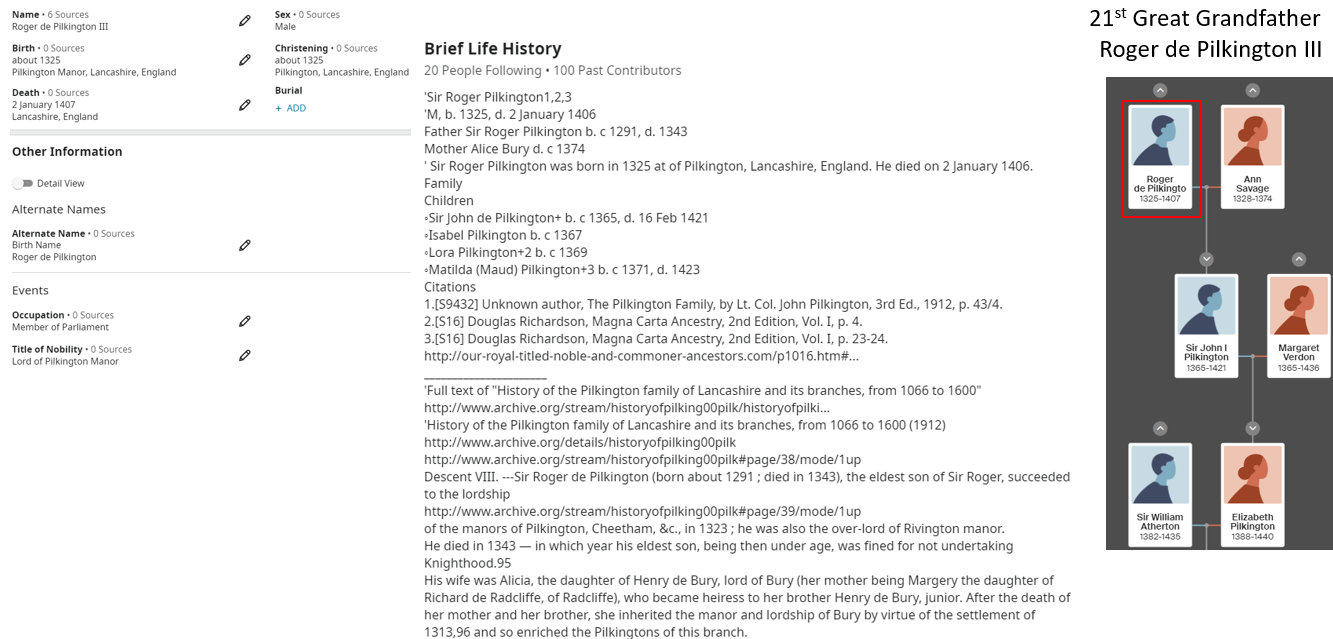 Name • 6 Sources
Roger de Pilkington III
Sex • 0 Sources
Male
Birth • 0 Sources
about 1325
Pilkington Manor, Lancashire, England
Christening • 0 Sources
about 1325
Pilkington, Lancashire, England
Death • 0 Sources
2 January 1407
Lancashire, England
Burial
+ ADD
Other Information
Detail View
Alternate Names
Alternate Name • 0 Sources
Birth Name
Roger de Pilkington
Events
Occupation • 0 Sources
Member of Parliament
Title of Nobility • 0 Sources
Lord of Pilkington Manor
Brief Life History
20 People Following • 100 Past Contributors
'Sir Roger Pilkington1,2,3
'M, b. 1325, d. 2 January 1406
Father Sir Roger Pilkington b. c 1291, d. 1343
Mother Alice Bury d. c 1374
' Sir Roger Pilkington was born in 1325 at of Pilkington, Lancashire, England. He died on 2 January 1406.
Family
Children
◦Sir John de Pilkington+ b. c 1365, d. 16 Feb 1421
◦Isabel Pilkington b. c 1367
◦Lora Pilkington+2 b. c 1369
◦Matilda (Maud) Pilkington+3 b. c 1371, d. 1423
Citations
1.[S9432] Unknown author, The Pilkington Family, by Lt. Col. John Pilkington, 3rd Ed., 1912, p. 43/4.
2.[S16] Douglas Richardson, Magna Carta Ancestry, 2nd Edition, Vol. I, p. 4.
3.[S16] Douglas Richardson, Magna Carta Ancestry, 2nd Edition, Vol. I, p. 23-24.
http://our-royal-titled-noble-and-commoner-ancestors.com/p1016.htm#...
____________________
'Full text of "History of the Pilkington family of Lancashire and its branches, from 1066 to 1600"
http://www.archive.org/stream/historyofpilking00pilk/historyofpilki...
'History of the Pilkington family of Lancashire and its branches, from 1066 to 1600 (1912)
http://www.archive.org/details/historyofpilking00pilk
http://www.archive.org/stream/historyofpilking00pilk#page/38/mode/1up
Descent VIII. ---Sir Roger de Pilkington (born about 1291 ; died in 1343), the eldest son of Sir Roger, succeeded
to the lordship
http://www.archive.org/stream/historyofpilking00pilk#page/39/mode/1up
of the manors of Pilkington, Cheetham, &c., in 1323 ; he was also the over-lord of Rivington manor.
He died in 1343 — in which year his eldest son, being then under age, was fined for not undertaking
Knighthood.95
His wife was Alicia, the daughter of Henry de Bury, lord of Bury (her mother being Margery the daughter of
Richard de Radcliffe, of Radcliffe), who became heiress to her brother Henry de Bury, junior. After the death of
her mother and her brother, she inherited the manor and lordship of Bury by virtue of the settlement of
1313,96 and so enriched the Pilkingtons of this branch.
21st Great Grandfather
Roger de Pilkington III
Roger
de Pilkingto
1325-1407
Ann
Savage
1328-1374
Sir John I
Pilkington
1365-1421
Margaret
Verdon
1365-1436
Sir William
Atherton
1382-1435
Elizabeth
Pilkington
1388-1440